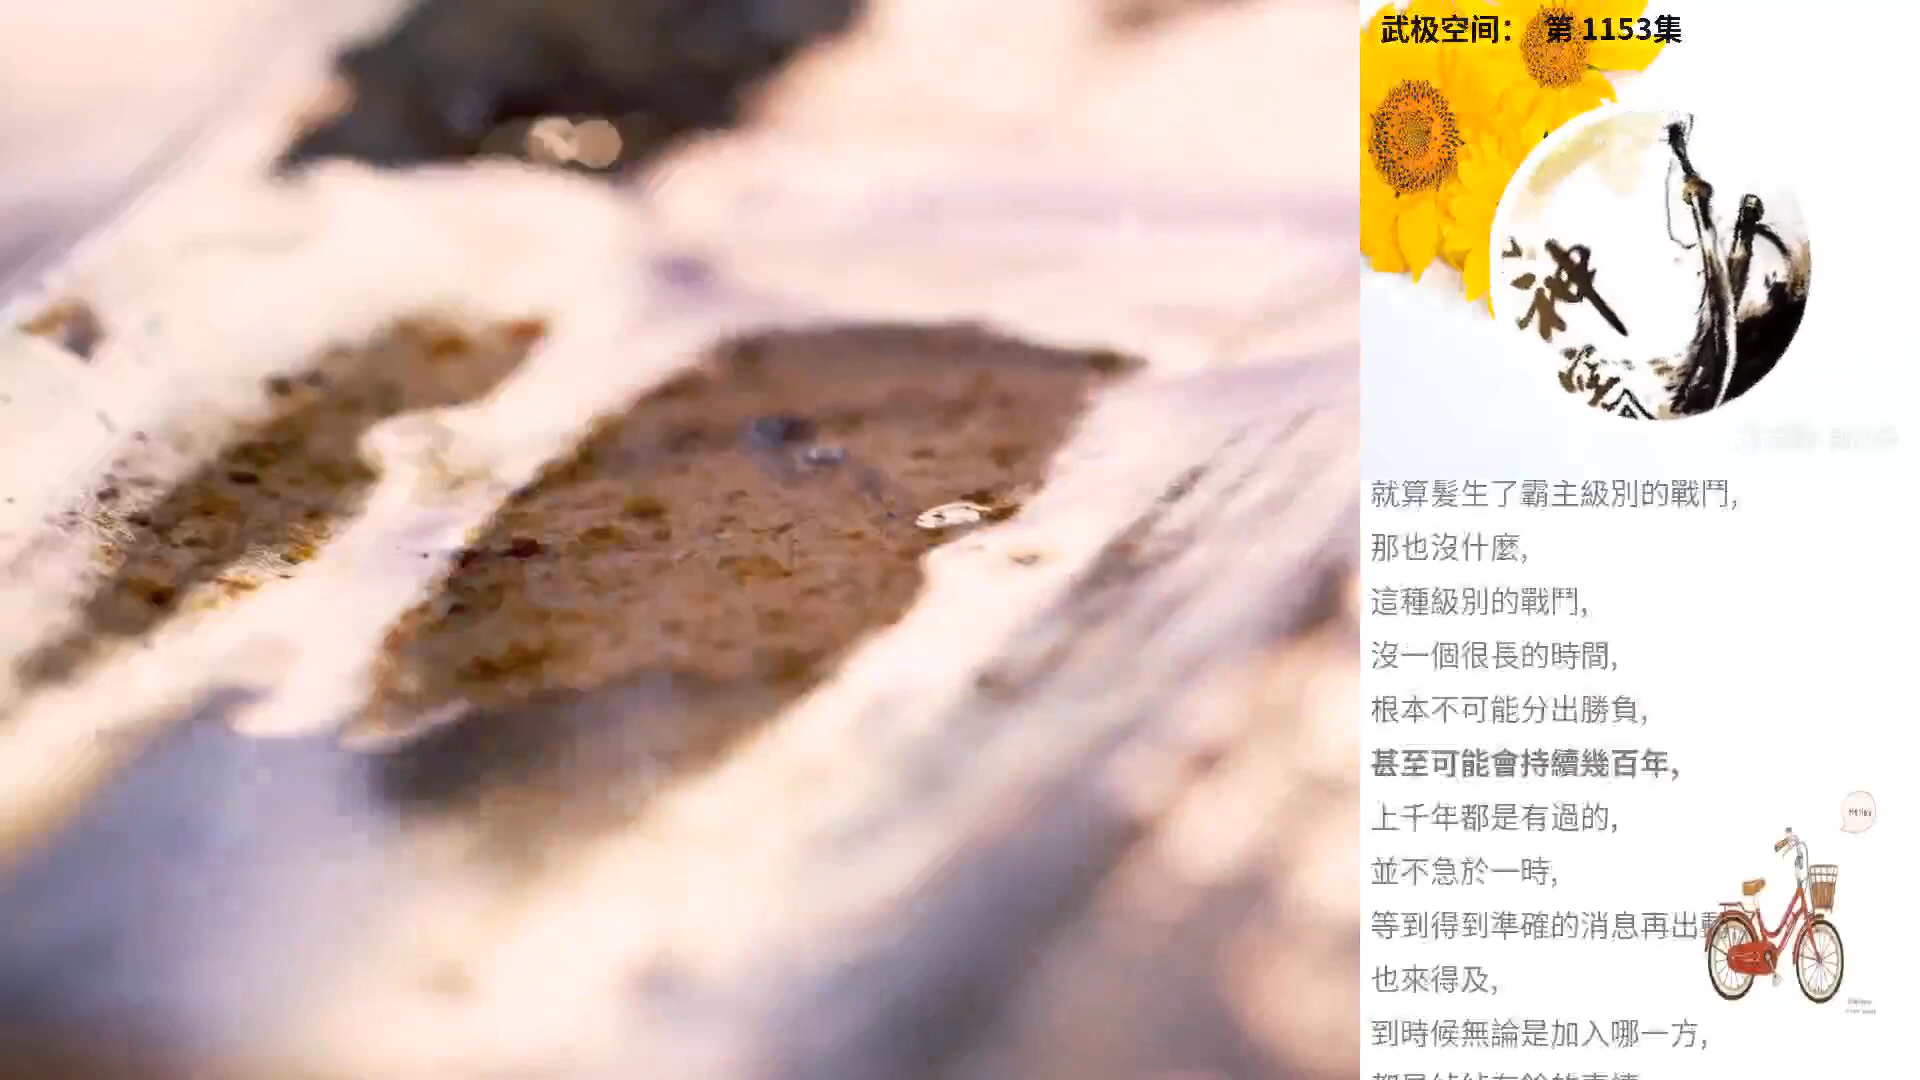 武极空间： 第 1153集
神
就算髮生了霸主級別的戰鬥,
那也沒什麼,
這種級別的戰鬥,
沒一個很長的時間,
根本不可能分出勝負,
甚至可能會持續幾百年,
上千年都是有過的,
並不急於一時,
Hello
等到得到準確的消息再出動
也來得及,
到時候無論是加入哪一方,